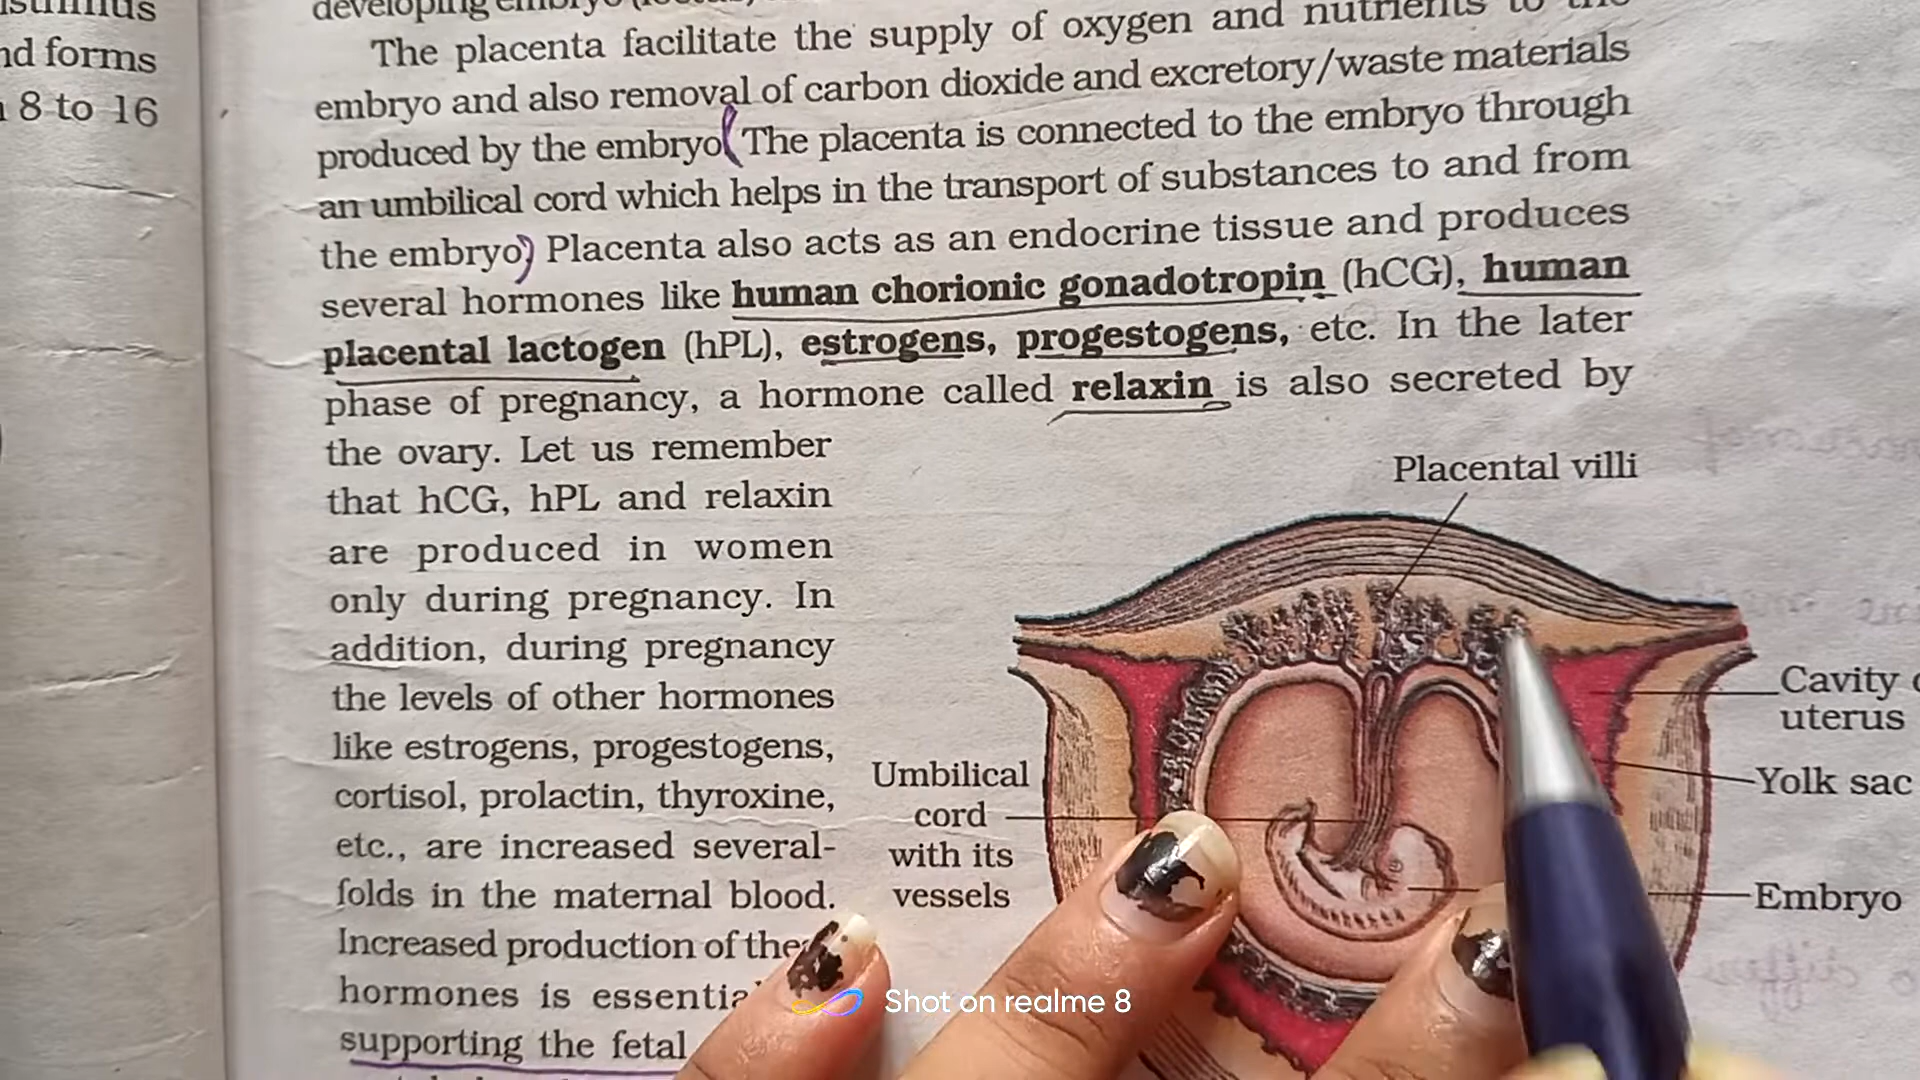 nd forms
8 to 16
developing embryo
The placenta facilitate the supply of oxygen and nutrients to the
embryo and also removal of carbon dioxide and excretory/waste materials
produced by the embryo. The placenta is connected to the embryo through
an umbilical cord which helps in the transport of substances to and from
the embryo. Placenta also acts as an endocrine tissue and produces
several hormones like human chorionic gonadotropin (hCG), human
placental lactogen (hPL), estrogens, progestogens, etc. In the later
phase of pregnancy, a hormone called relaxin is also secreted by
the ovary. Let us remember
that hCG, hPL and relaxin
are produced in women
only during pregnancy. In
addition, during pregnancy
the levels of other hormones
like estrogens, progestogens,
cortisol, prolactin, thyroxine,
etc., are increased several-
folds in the maternal blood.
Increased production of the
hormones is essential
supporting the fetal
Placental villi
Cavity
uterus
Yolk sac
Embryo
Umbilical
cord
with its
vessels
Shot on realme 8